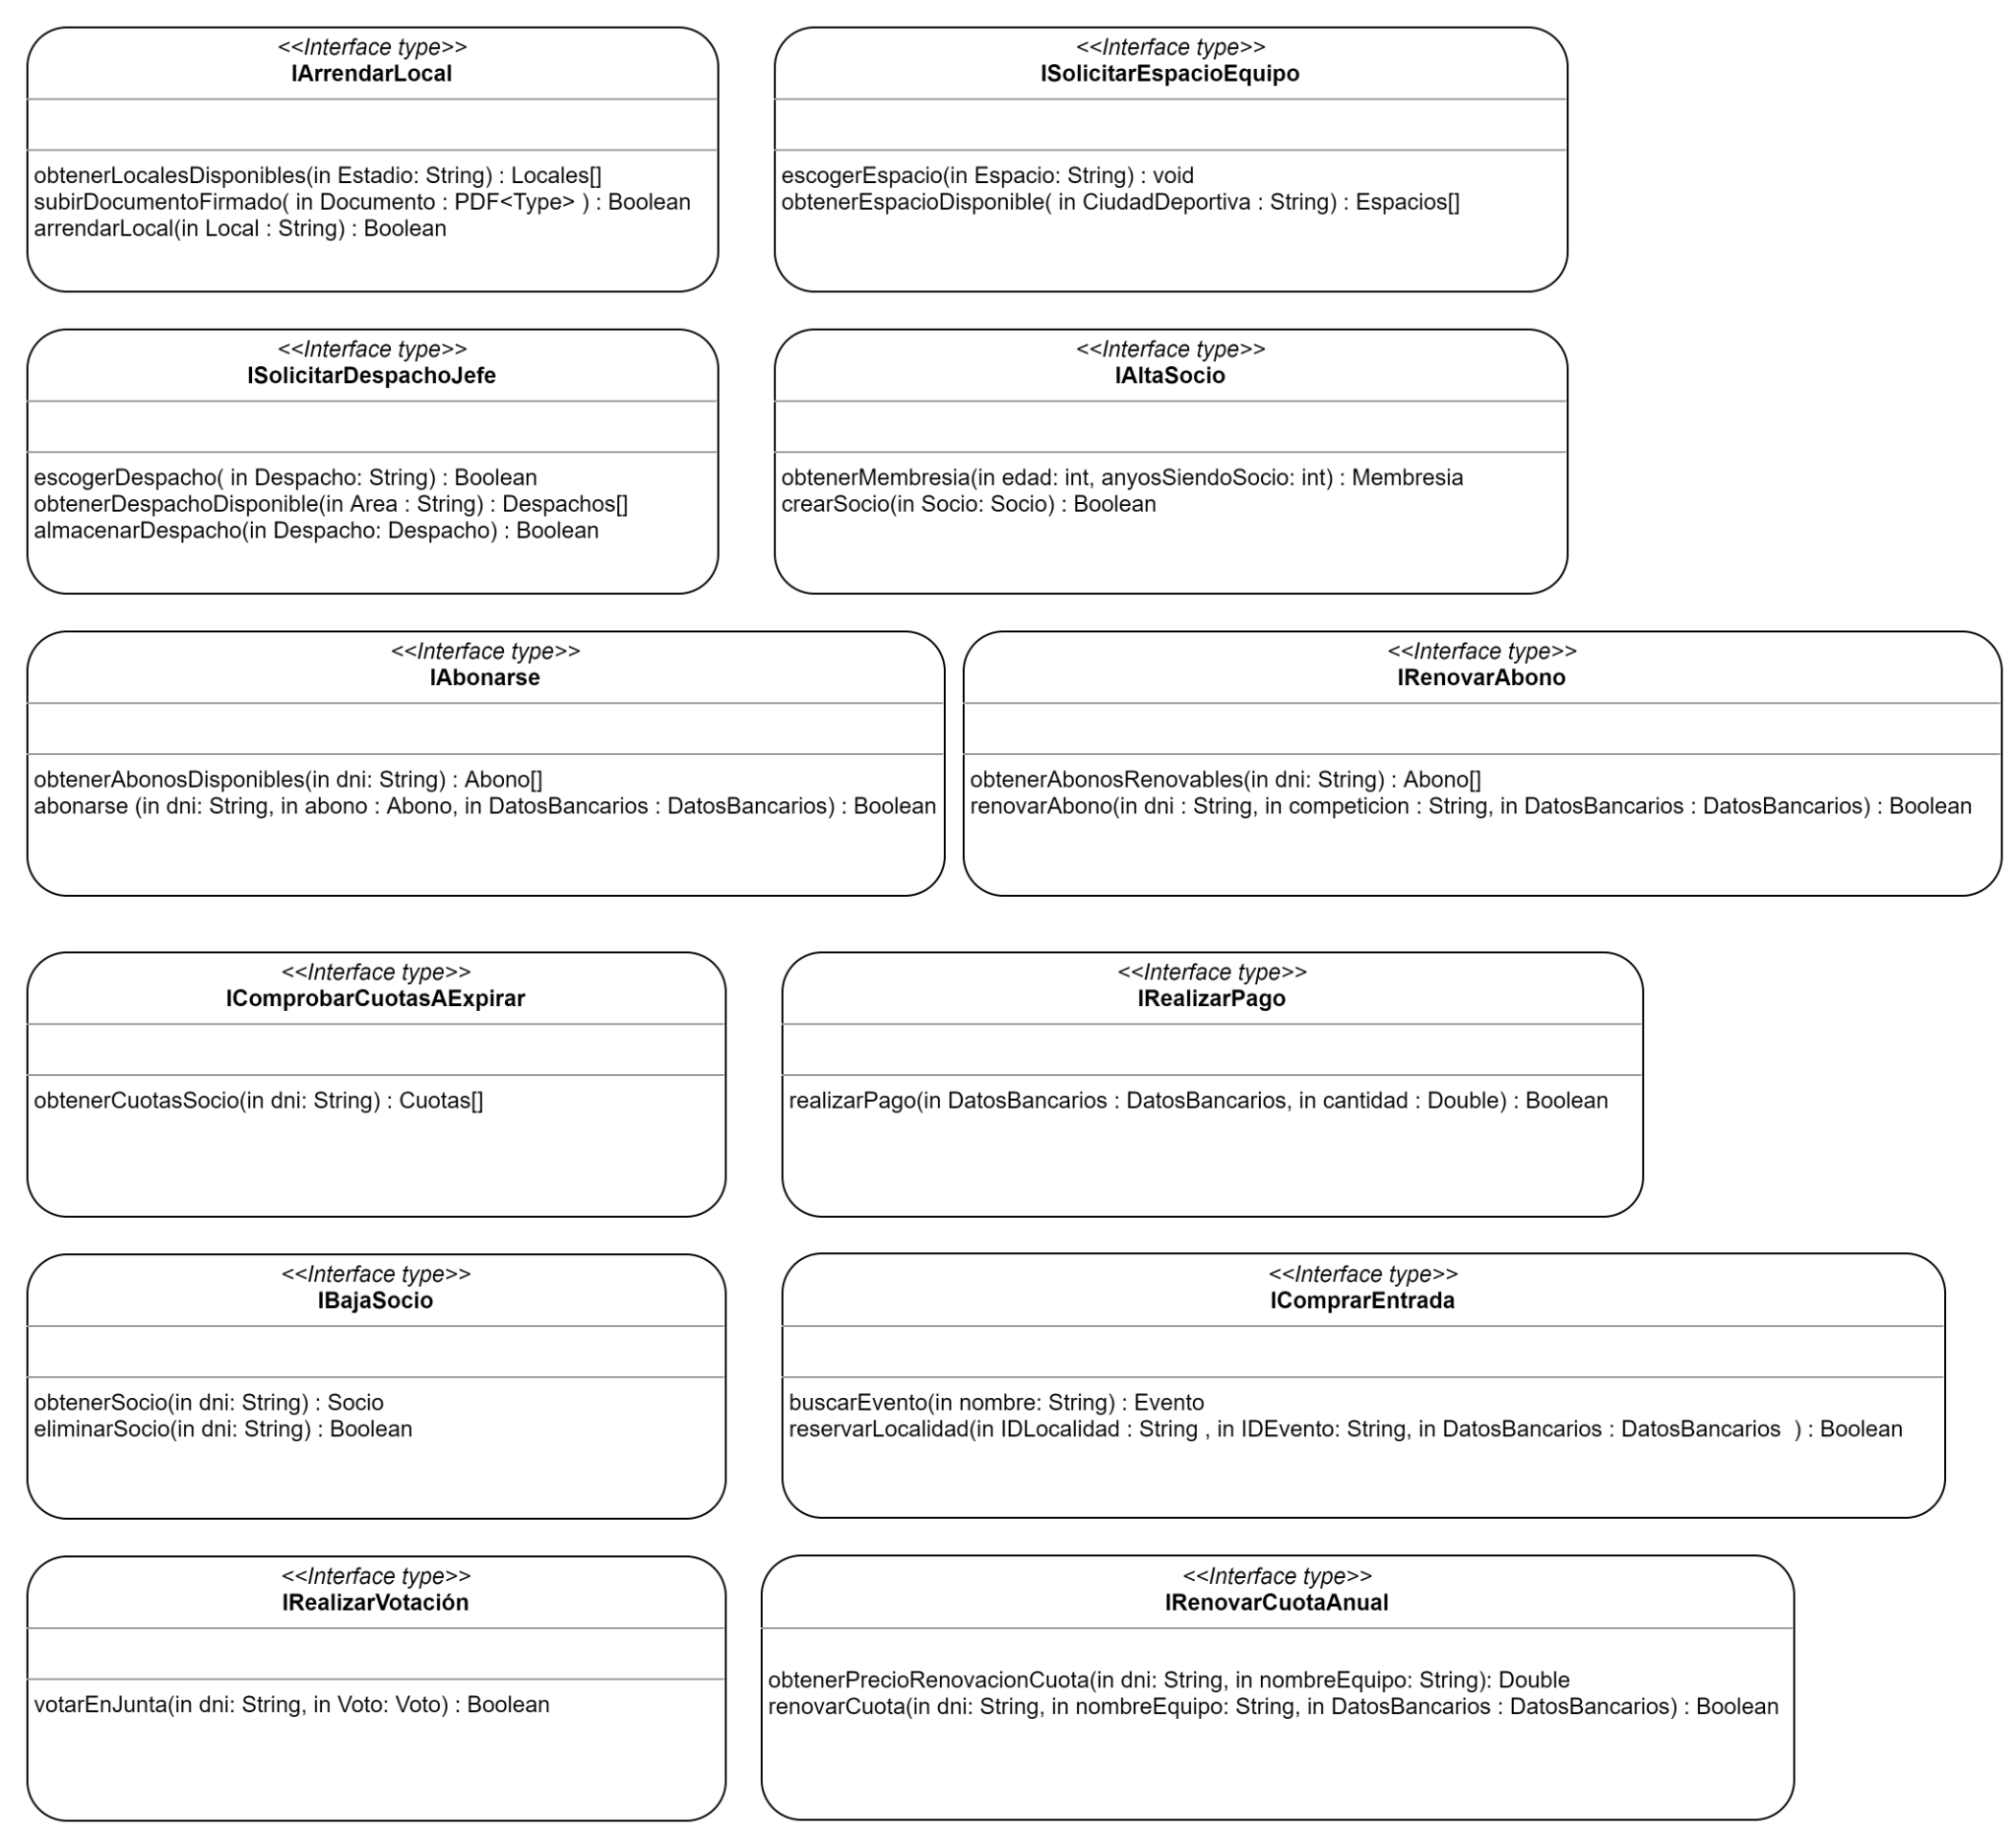 <<Interface type>>
IArrendarLocal
obtenerLocalesDisponibles(in Estadio: String) : Locales[]
subirDocumentoFirmado( in Documento : PDF<Type> ) : Boolean
arrendarLocal(in Local : String) : Boolean
<<Interface type>>
ISolicitarEspacioEquipo
escogerEspacio(in Espacio: String) : void
obtenerEspacioDisponible( in CiudadDeportiva : String) : Espacios[]
<<Interface type>>
ISolicitarDespachoJefe
escogerDespacho( in Despacho: String) : Boolean
obtenerDespachoDisponible(in Area : String) : Despachos[]
almacenarDespacho(in Despacho: Despacho) : Boolean
<<Interface type>>
IAltaSocio
obtenerMembresia(in edad: int, anyosSiendoSocio: int) : Membresia
crearSocio(in Socio: Socio) : Boolean
<<Interface type>>
IAbonarse
obtenerAbonosDisponibles(in dni: String) : Abono[]
abonarse (in dni: String, in abono : Abono, in DatosBancarios : DatosBancarios) : Boolean
<<Interface type>>
IRenovarAbono
obtenerAbonosRenovables(in dni: String) : Abono[]
renovarAbono(in dni : String, in competicion : String, in DatosBancarios : DatosBancarios) : Boolean
<<Interface type>>
IComprobarCuotasAExpirar
obtenerCuotasSocio(in dni: String) : Cuotas[]
<<Interface type>>
IRealizarPago
realizarPago(in DatosBancarios : DatosBancarios, in cantidad : Double) : Boolean
<<Interface type>>
IBajaSocio
obtenerSocio(in dni: String) : Socio
eliminarSocio(in dni: String) : Boolean
<<Interface type>>
IComprarEntrada
buscarEvento(in nombre: String) : Evento
reservarLocalidad(in IDLocalidad : String , in IDEvento: String, in DatosBancarios : DatosBancarios  ) : Boolean
<<Interface type>>
IRealizarVotación
votarEnJunta(in dni: String, in Voto: Voto) : Boolean
<<Interface type>>
IRenovarCuotaAnual
obtenerPrecioRenovacionCuota(in dni: String, in nombreEquipo: String): Double
renovarCuota(in dni: String, in nombreEquipo: String, in DatosBancarios : DatosBancarios) : Boolean